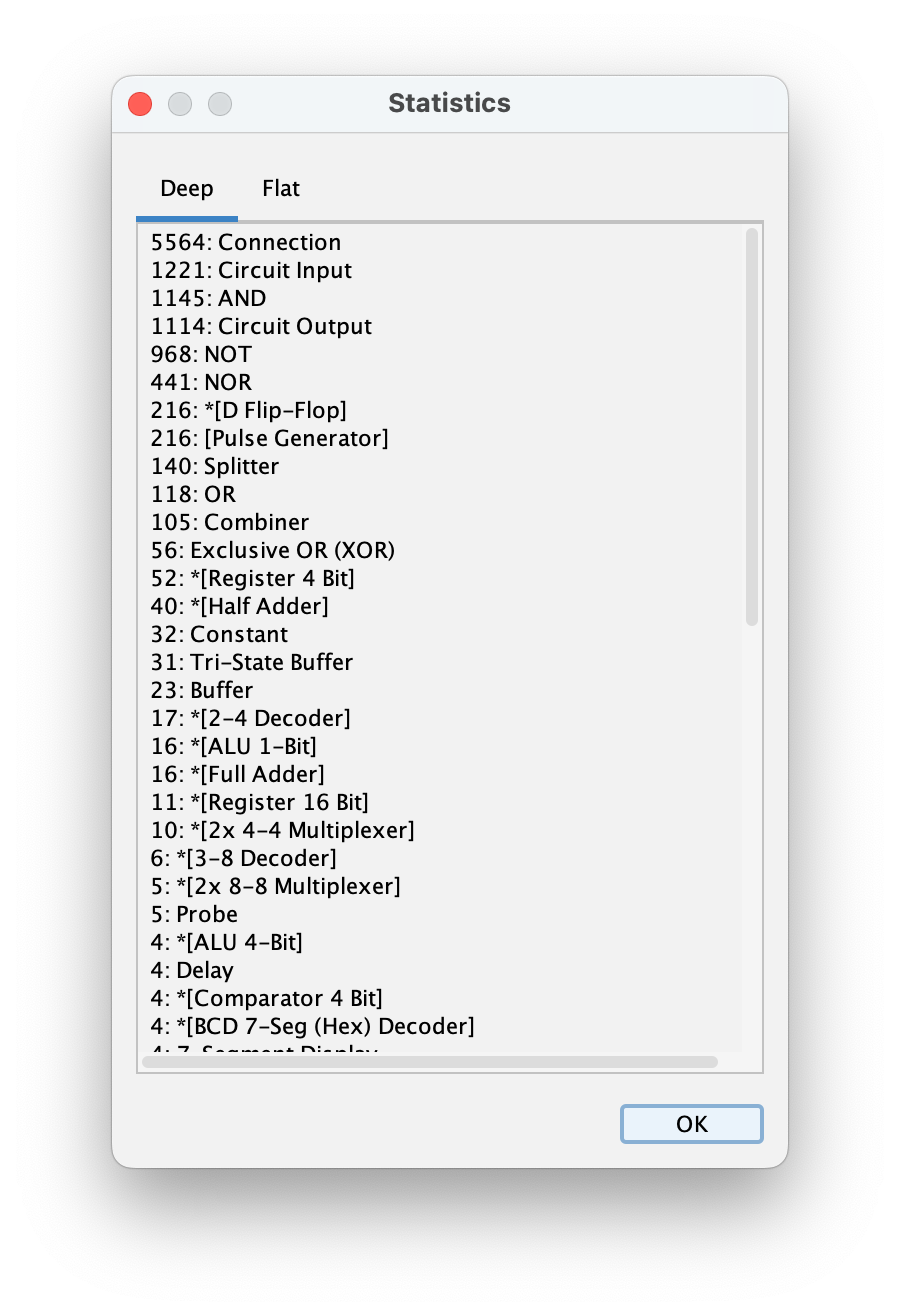 Statistics
Deep Flat
5564: Connection
1221: Circuit Input
1145: AND
1114: Circuit Output
968: NOT
441: NOR
216: *[D Flip-Flop]
216: [Pulse Generator]
140: Splitter
118: OR
105: Combiner
56: Exclusive OR (XOR)
52: *[Register 4 Bit]
40: *[Half Adder]
32: Constant
31: Tri-State Buffer
23: Buffer
17: *[2-4 Decoder]
16: *[ALU 1-Bit]
16: *[Full Adder]
11: *[Register 16 Bit]
10: *[2x 4-4 Multiplexer]
6: *[3-8 Decoder]
5: *[2x 8-8 Multiplexer]
5: Probe
4: *[ALU 4-Bit]
4: Delay
4: *[Comparator 4 Bit]
4: *[BCD 7-Seg (Hex) Decoder]
4: 7-Segment Display
OK